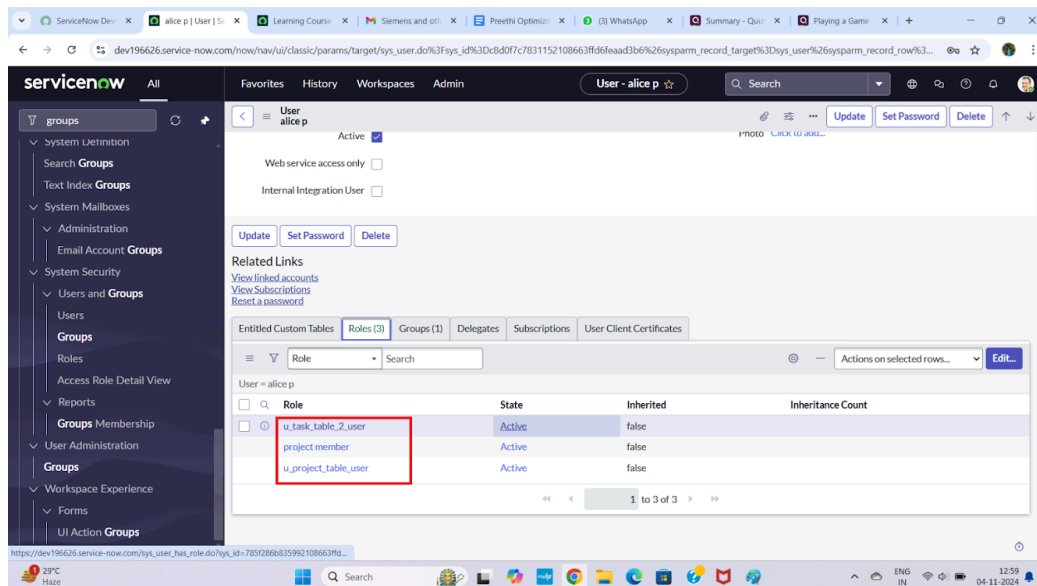 ServiceNow Dev
alice p | User | Se
Learning Course
Siemens and oth
Preethi Optimizin
(3) WhatsApp
Summary - Quiz
Playing a Game
dev196626.service-now.com/now/nav/ui/classic/params/target/sys_user.do%3Fsys_id%3Dc8d0f7c7831152108663ffd6feaad3b6%26sysparm_record_target%3Dsys_user%26sysparm_record_row%3...
servicenow All Favorites History Workspaces Admin User - alice p Search
groups
User
alice p
Update Set Password Delete
System Definition
Search Groups
Text Index Groups
System Mailboxes
Administration
Email Account Groups
System Security
Users and Groups
Users
Groups
Roles
Access Role Detail View
Reports
Groups Membership
User Administration
Groups
Workspace Experience
Forms
UI Action Groups
Active
Photo Click to add...
Web service access only
Internal Integration User
Update Set Password Delete
Related Links
View linked accounts
View Subscriptions
Reset a password
Entitled Custom Tables Roles (3) Groups (1) Delegates Subscriptions User Client Certificates
Role Search Actions on selected rows... Edit...
User = alice p
Role State Inherited Inheritance Count
u_task_table_2_user Active false
project member Active false
u_project_table_user Active false
1 to 3 of 3
https://dev196626.service-now.com/sys_user_has_role.do?sys_id=785f286b835992108663ffd...
1
29°C
Haze
Search
ENG
IN
12:59
04-11-2024